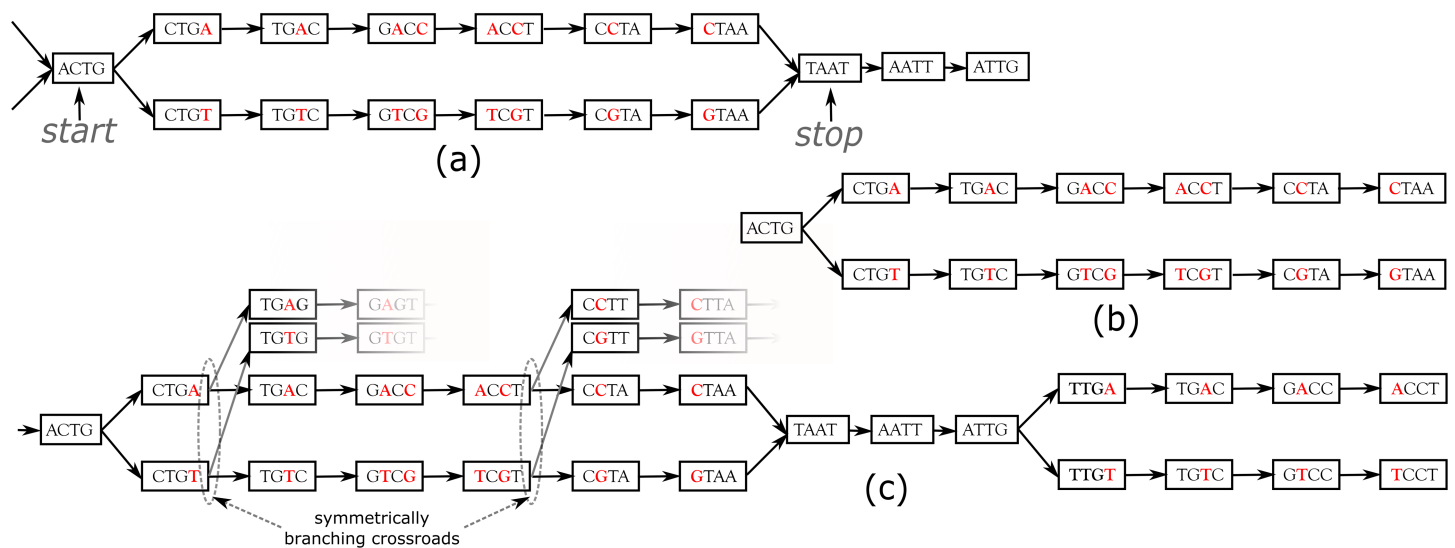 CTGA TGAC GACC ACCT CCTA CTAA
ACTG TAAT AATT ATTG
CTGT TGTC GTCG TCGT CGTA GTAA
start stop
(a)
CTGA TGAC GACC ACCT CCTA CTAA
ACTG
CTGT TGTC GTCG TCGT CGTA GTAA
(b)
TGAG GAGT CCTT CTTA
TGTG GTGT CGTT GTTA
CTGA TGAC GACC ACCT CCTA CTAA TTGA TGAC GACC ACCT
ACTG TAAT AATT ATTG
CTGT TGTC GTCG TCGT CGTA GTAA TTGT TGTC GTCC TCCT
(c)
symmetrically
branching crossroads